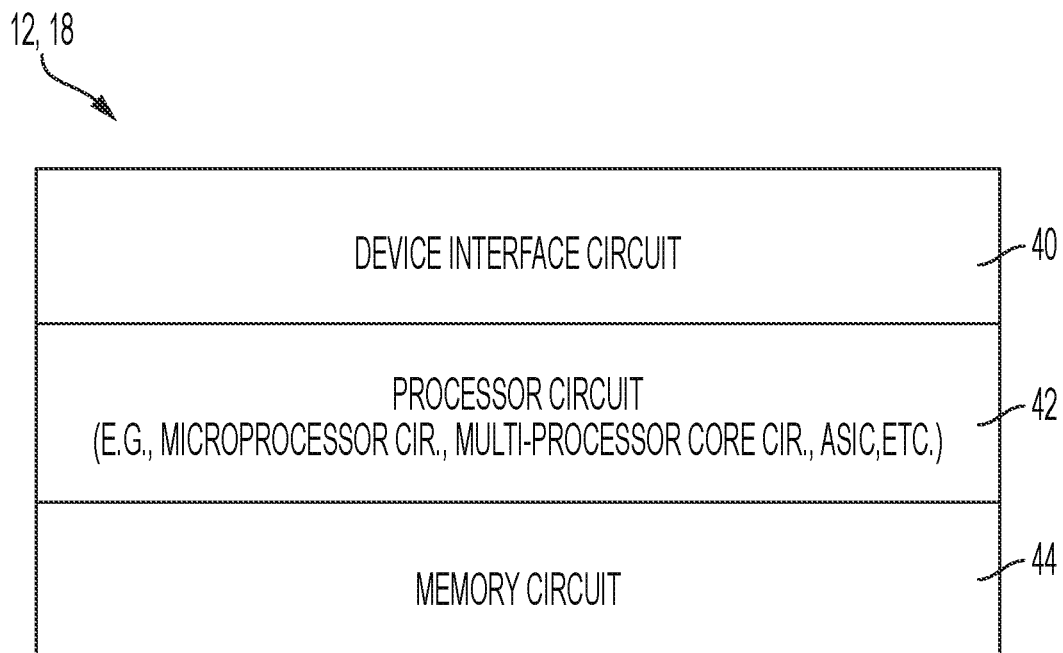 12, 18
DEVICE INTERFACE CIRCUIT
40
PROCESSOR CIRCUIT
(E.G., MICROPROCESSOR CIR., MULTI-PROCESSOR CORE CIR., ASIC,ETC.)
42
MEMORY CIRCUIT
44